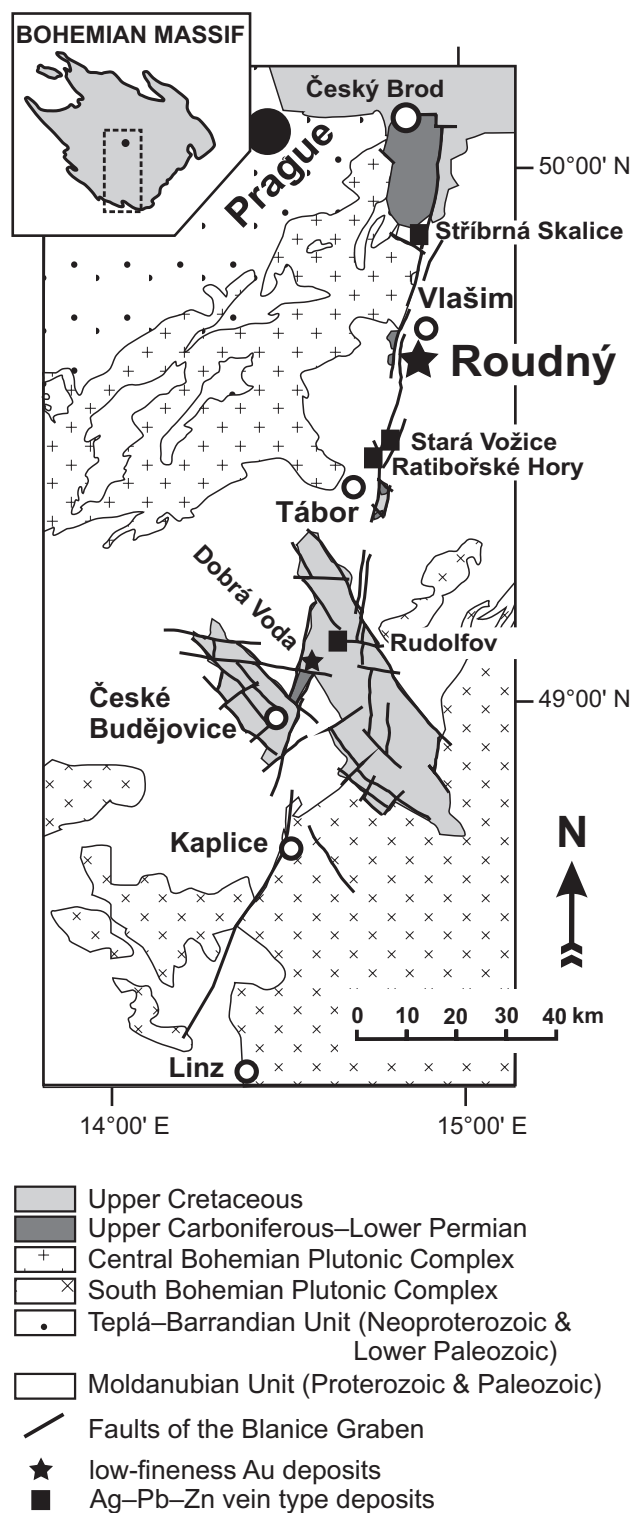 BOHEMIAN MASSIF
Český Brod
Prague
50°00' N
Stříbrná Skalice
Vlašim
Roudný
Stará Vožice
Ratibořské Hory
Tábor
Dobrá Voda
Rudolfov
České
Budějovice
49°00' N
Kaplice
N
0 10 20 30 40 km
Linz
14°00' E
15°00' E
Upper Cretaceous
Upper Carboniferous–Lower Permian
Central Bohemian Plutonic Complex
South Bohemian Plutonic Complex
Teplá–Barrandian Unit (Neoproterozoic &
Lower Paleozoic)
Moldanubian Unit (Proterozoic & Paleozoic)
Faults of the Blanice Graben
low-fineness Au deposits
Ag–Pb–Zn vein type deposits